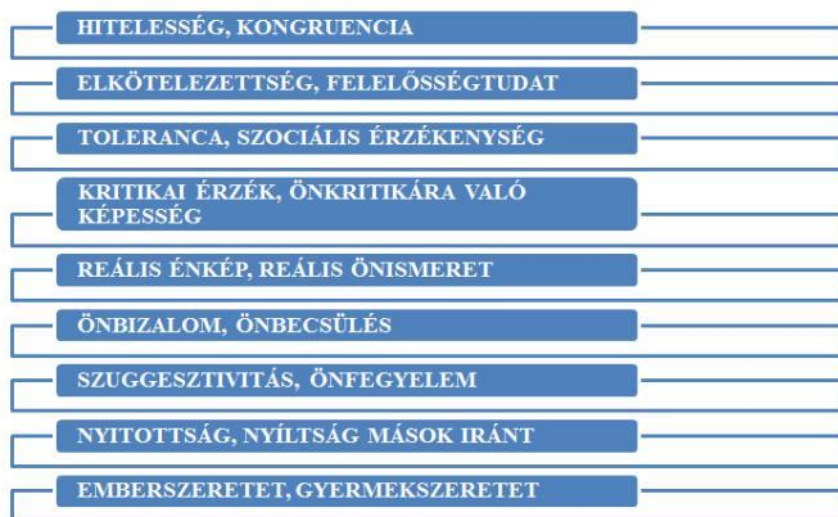 HITELESSÉG, KONGRUENCIA
ELKÖTELEZETTSÉG, FELELŐSSÉGTUDAT
TOLERANCA, SZOCIÁLIS ÉRZÉKENYSÉG
KRITIKAI ÉRZÉK, ÖNKRITIKÁRA VALÓ
KÉPESSÉG
REÁLIS ÉNKÉP, REÁLIS ÖNISMERET
ÖNBIZALOM, ÖNBECSÜLÉS
SZUGGESZTIVITÁS, ÖNFEGYELEM
NYITOTTSÁG, NYÍLTSÁG MÁSOK IRÁNT
EMBERSZERETET, GYERMEKSZERETET